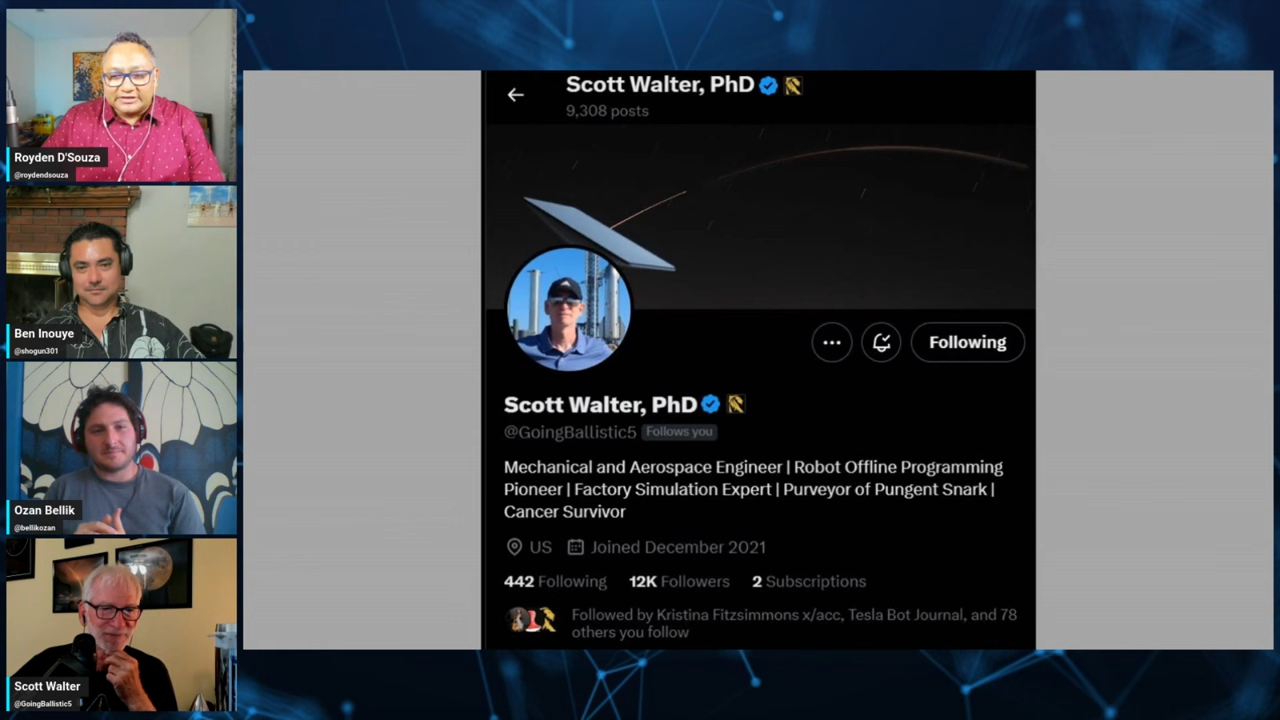 Royden D'Souza
@roydendsouza
Ben Inouye
@shogun301
Ozan Bellik
@bellikozan
Scott Walter
@GoingBallistic5
Scott Walter, PhD
9,308 posts
Following
Scott Walter, PhD
@GoingBallistic5 Follows you
Mechanical and Aerospace Engineer | Robot Offline Programming
Pioneer | Factory Simulation Expert | Purveyor of Pungent Snark |
Cancer Survivor
US Joined December 2021
442 Following 12K Followers 2 Subscriptions
Followed by Kristina Fitzsimmons x/acc, Tesla Bot Journal, and 78
others you follow